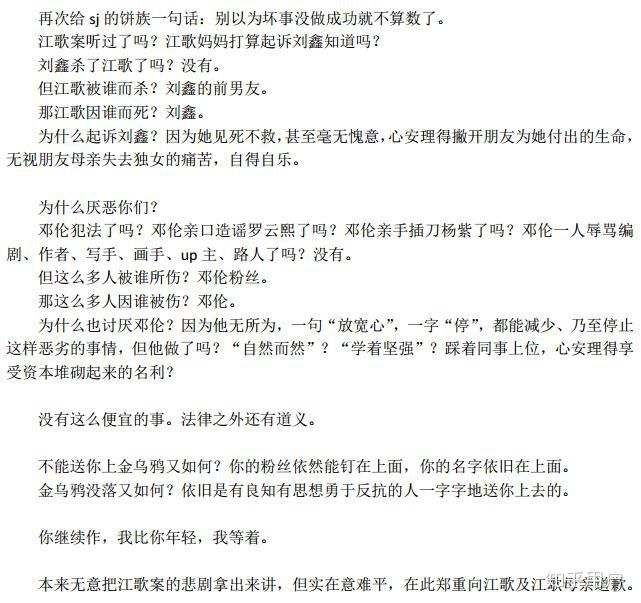 再次给 sj 的饼族一句话：别以为坏事没做成功就不算数了。
江歌案听过了吗？江歌妈妈打算起诉刘鑫知道吗？
刘鑫杀了江歌了吗？没有。
但江歌被谁而杀？刘鑫的前男友。
那江歌因谁而死？刘鑫。
为什么起诉刘鑫？因为她见死不救，甚至毫无愧意，心安理得撇开朋友为她付出的生命，
无视朋友母亲失去独女的痛苦，自得自乐。
为什么厌恶你们？
邓伦犯法了吗？邓伦亲口造谣罗云熙了吗？邓伦亲手插刀杨紫了吗？邓伦一人辱骂编
剧、作者、写手、画手、up 主、路人了吗？没有。
但这么多人被谁所伤？邓伦粉丝。
那这么多人因谁被伤？邓伦。
为什么也讨厌邓伦？因为他无所为，一句“放宽心”，一字“停”，都能减少、乃至停止
这样恶劣的事情，但他做了吗？“自然而然”？“学着坚强”？踩着同事上位，心安理得享
受资本堆砌起来的名利？
没有这么便宜的事。法律之外还有道义。
不能送你上金乌鸦又如何？你的粉丝依然能钉在上面，你的名字依旧在上面。
金乌鸦没落又如何？依旧是有良知有思想勇于反抗的人一字字地送你上去的。
你继续作，我比你年轻，我等着。
本来无意把江歌案的悲剧拿出来讲，但实在意难平，在此郑重向江歌及江歌母亲道歉。
知乎用户